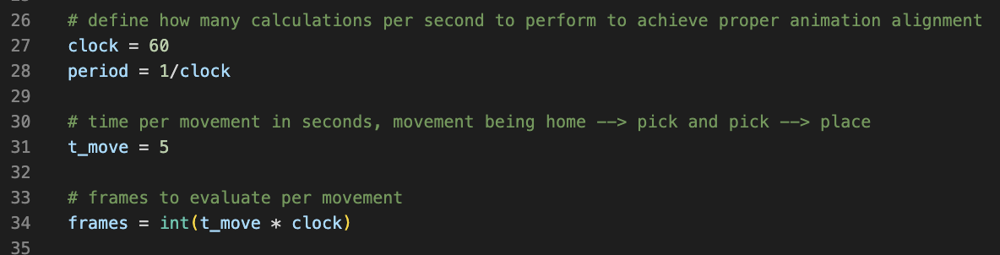 26 # define how many calculations per second to perform to achieve proper animation alignment
27 clock = 60
28 period = 1/clock
29
30 # time per movement in seconds, movement being home --> pick and pick --> place
31 t_move = 5
32
33 # frames to evaluate per movement
34 frames = int(t_move * clock)
35